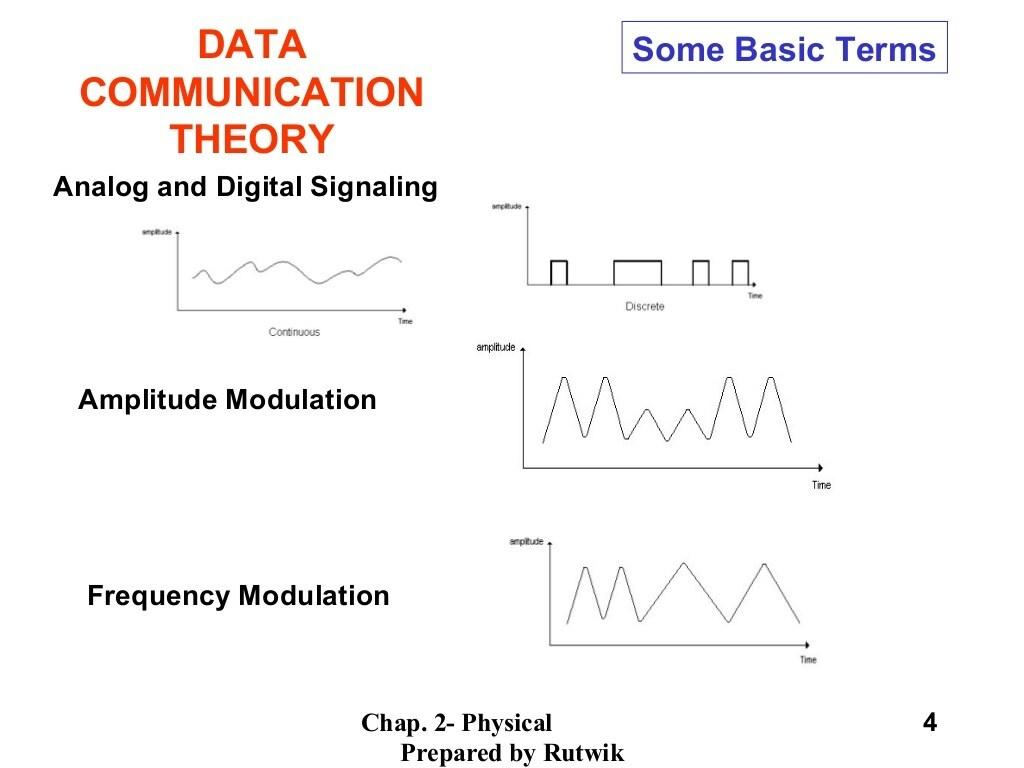 DATA
COMMUNICATION
THEORY
Some Basic Terms
Analog and Digital Signaling
amplitude
Time
Continuous
amplitude
Time
Discrete
Amplitude Modulation
amplitude
Time
Frequency Modulation
amplitude
Time
Chap. 2- Physical
Prepared by Rutwik
4